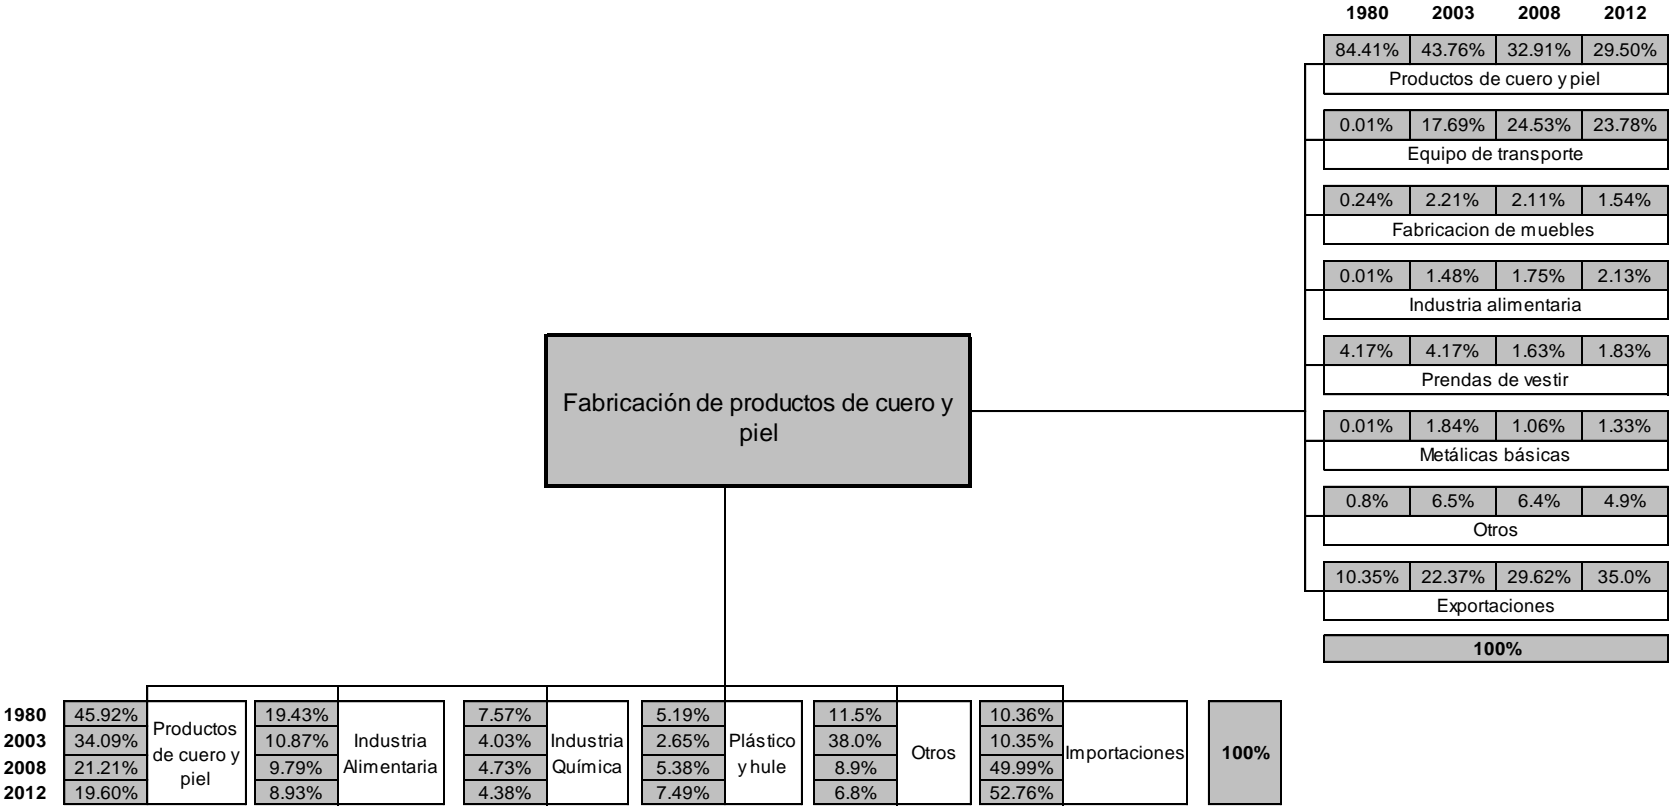 1980 2003 2008 2012
84.41% 43.76% 32.91% 29.50%
Productos de cuero y piel
0.01% 17.69% 24.53% 23.78%
Equipo de transporte
0.24% 2.21% 2.11% 1.54%
Fabricacion de muebles
0.01% 1.48% 1.75% 2.13%
Industria alimentaria
4.17% 4.17% 1.63% 1.83%
Prendas de vestir
0.01% 1.84% 1.06% 1.33%
Metálicas básicas
0.8% 6.5% 6.4% 4.9%
Otros
10.35% 22.37% 29.62% 35.0%
Exportaciones
100%
Fabricación de productos de cuero y
piel
1980 45.92% 19.43% 7.57% 5.19% 11.5% 10.36%
2003 34.09% 10.87% 4.03% 2.65% 38.0% 10.35%
2008 21.21% 9.79% 4.73% 5.38% 8.9% 49.99%
2012 19.60% 8.93% 4.38% 7.49% 6.8% 52.76%
Productos
de cuero y
piel
Industria
Alimentaria
Industria
Química
Plástico
y hule
Otros
Importaciones
100%